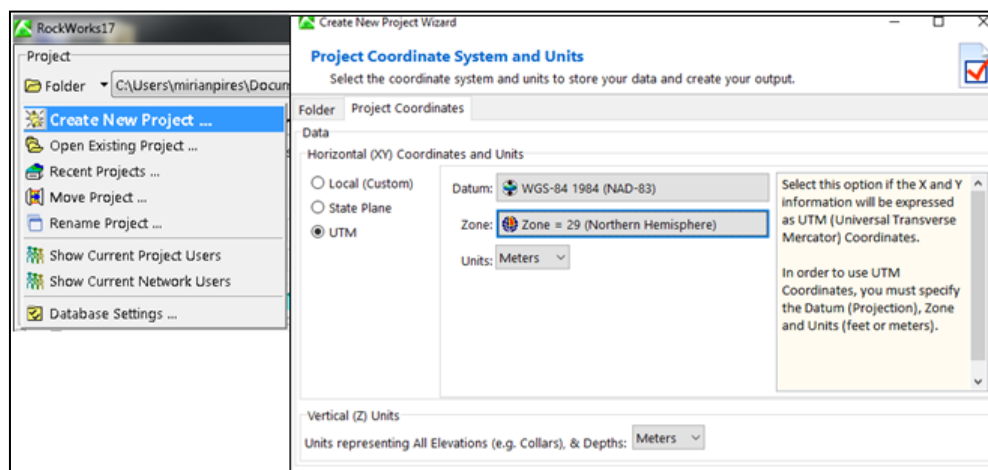 RockWorks17
Project
Folder C:\Users\mirianpires\Docum
Create New Project ...
Open Existing Project ...
Recent Projects ...
Move Project ...
Rename Project ...
Show Current Project Users
Show Current Network Users
Database Settings ...
Create New Project Wizard
Project Coordinate System and Units
Select the coordinate system and units to store your data and create your output.
Folder Project Coordinates
Data
Horizontal (XY) Coordinates and Units
Local (Custom)
State Plane
UTM
Datum: WGS-84 1984 (NAD-83)
Zone: Zone = 29 (Northern Hemisphere)
Units: Meters
Select this option if the X and Y
information will be expressed
as UTM (Universal Transverse
Mercator) Coordinates.
In order to use UTM
Coordinates, you must specify
the Datum (Projection), Zone
and Units (feet or meters).
Vertical (Z) Units
Units representing All Elevations (e.g. Collars), & Depths: Meters